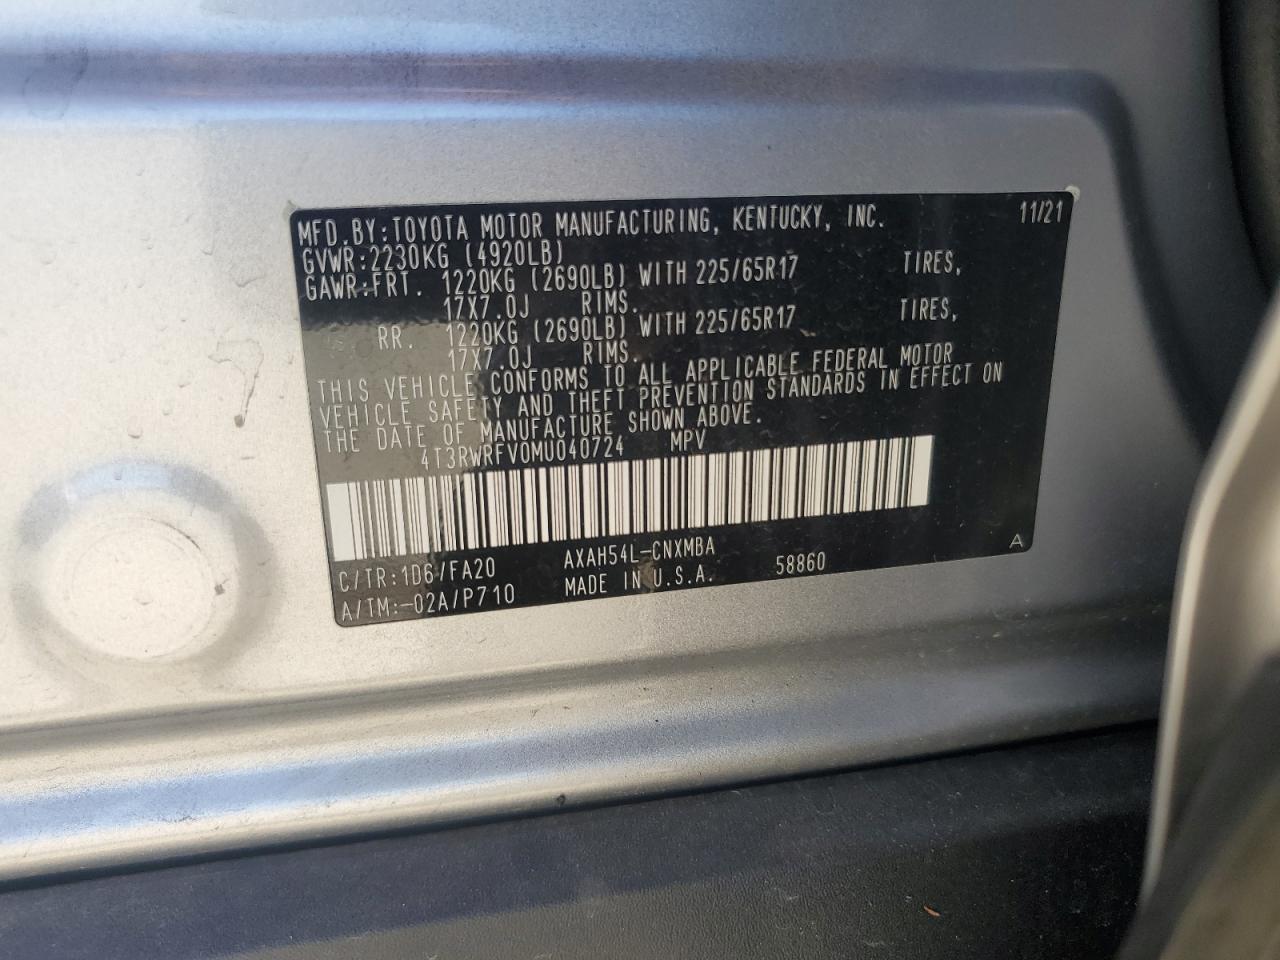 MFD.BY:TOYOTA MOTOR MANUFACTURING, KENTUCKY, INC. 11/21
GVWR:2230KG (4920LB)
GAWR:FRT. 1220KG (2690LB) WITH 225/65R17 TIRES,
17X7.0J RIMS.
RR. 1220KG (2690LB) WITH 225/65R17 TIRES,
17X7.0J RIMS.
THIS VEHICLE CONFORMS TO ALL APPLICABLE FEDERAL MOTOR
VEHICLE SAFETY AND THEFT PREVENTION STANDARDS IN EFFECT ON
THE DATE OF MANUFACTURE SHOWN ABOVE.
4T3RWRFV0MU040724 MPV
C/TR:1D6/FA20 AXAH54L-CNXMBA
A/TM:-02A/P710 MADE IN U.S.A. 58860 A